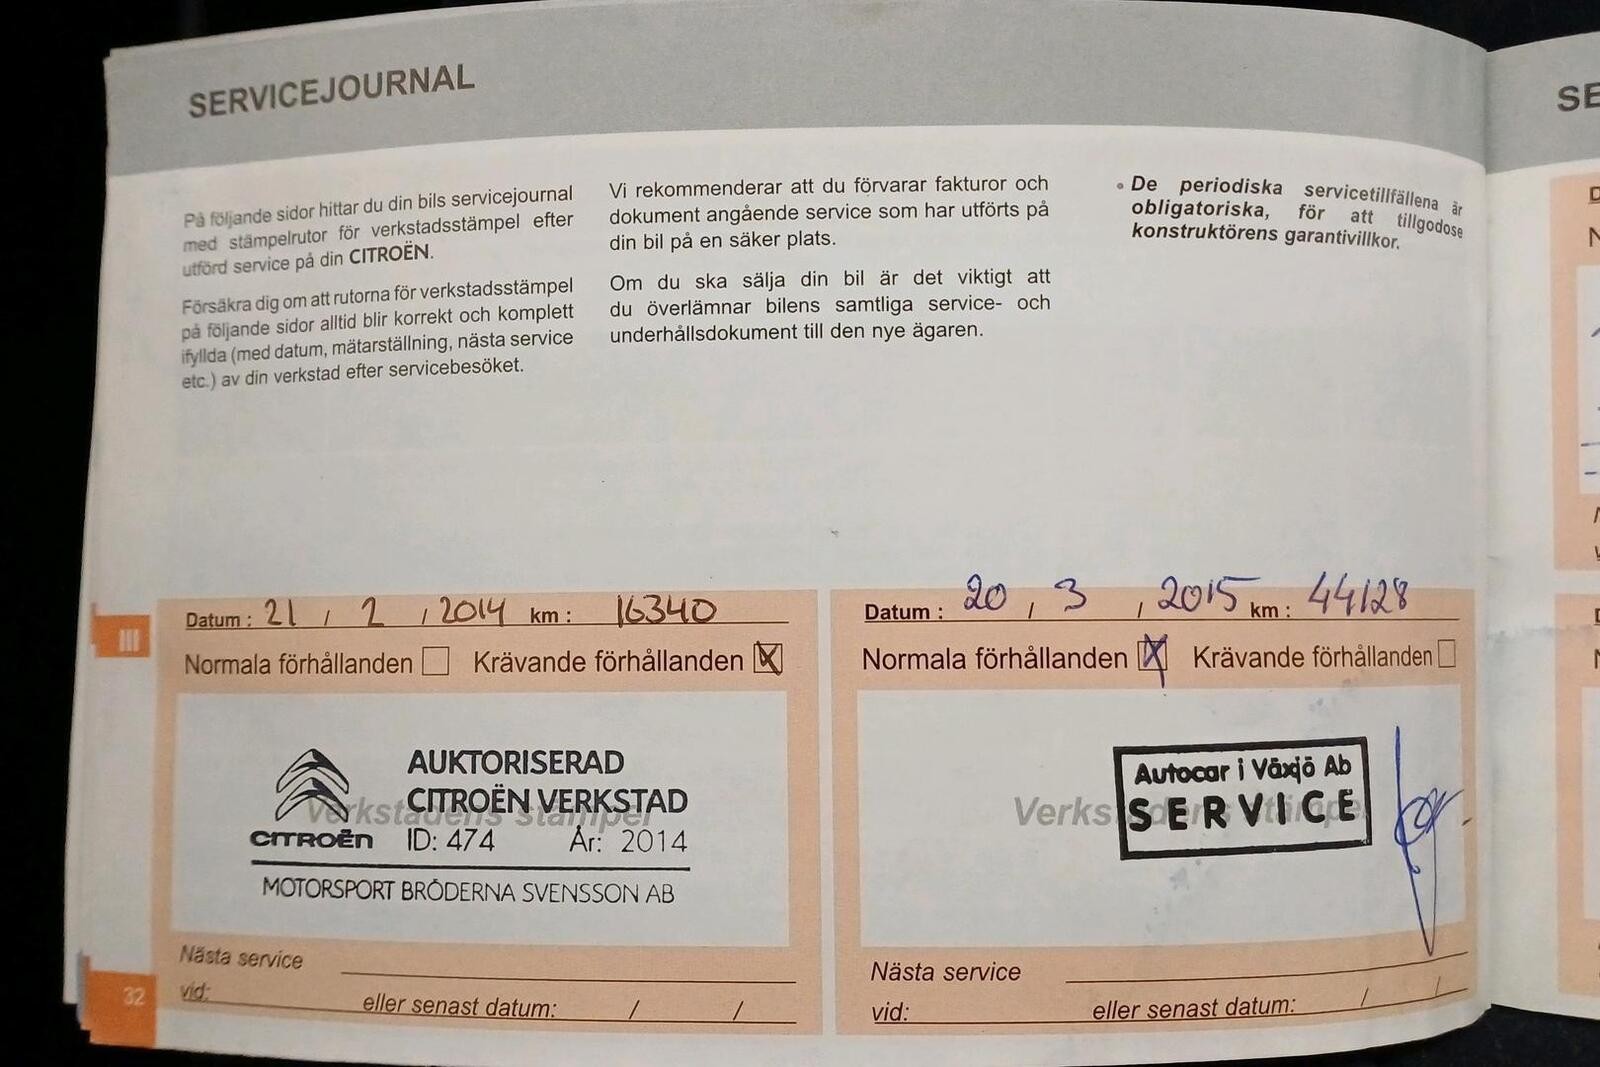 SERVICEJOURNAL
På följande sidor hittar du din bils servicejournal
med stämpelrutor för verkstadsstämpel efter
utförd service på din CITROËN.
Försäkra dig om att rutorna för verkstadsstämpel
på följande sidor alltid blir korrekt och komplett
ifyllda (med datum, mätarställning, nästa service
etc.) av din verkstad efter servicebesöket.
Vi rekommenderar att du förvarar fakturor och
dokument angående service som har utförts på
din bil på en säker plats.
Om du ska sälja din bil är det viktigt att
du överlämnar bilens samtliga service- och
underhållsdokument till den nye ägaren.
• De periodiska servicetillfällena är
obligatoriska, för att tillgodose
konstruktörens garantivillkor.
III
Datum : 21 / 2 / 2014 km : 16340
Normala förhållanden Krävande förhållanden X
Verkstadens stämpel
AUKTORISERAD
CITROËN VERKSTAD
CITROËN ID: 474 År: 2014
MOTORSPORT BRÖDERNA SVENSSON AB
Nästa service
vid: eller senast datum: / /
Datum : 20 / 3 / 2015 km : 44128
Normala förhållanden X Krävande förhållanden
Verkstadens stämpel
Autocar i Växjö Ab
SERVICE
Nästa service
vid: eller senast datum: / /
32
SE